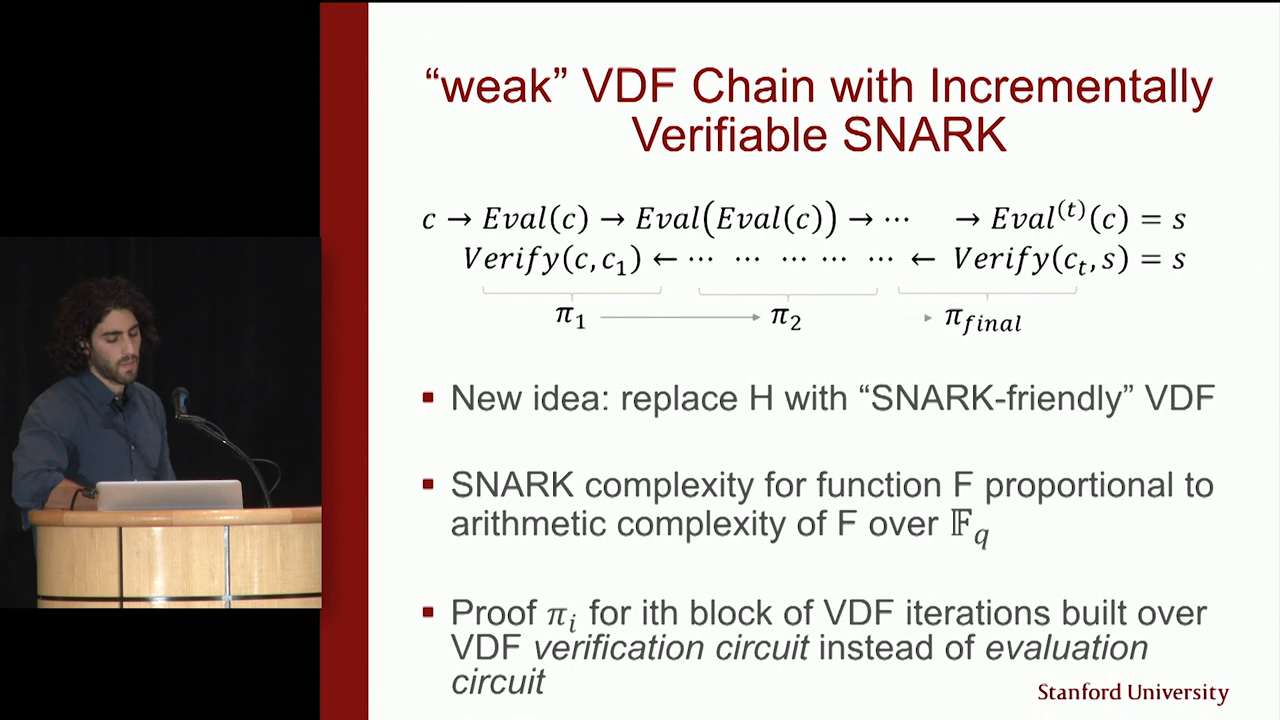 “weak” VDF Chain with Incrementally
Verifiable SNARK
c → Eval(c) → Eval(Eval(c)) → ⋯ → Eval⁽ᵗ⁾(c) = s
Verify(c, c₁) ← ⋯ ⋯ ⋯ ⋯ ⋯ ← Verify(cₜ, s) = s
π₁ → π₂ ▸ π_final
▪ New idea: replace H with “SNARK-friendly” VDF
▪ SNARK complexity for function F proportional to
arithmetic complexity of F over 𝔽_q
▪ Proof πᵢ for ith block of VDF iterations built over
VDF verification circuit instead of evaluation
circuit
Stanford University